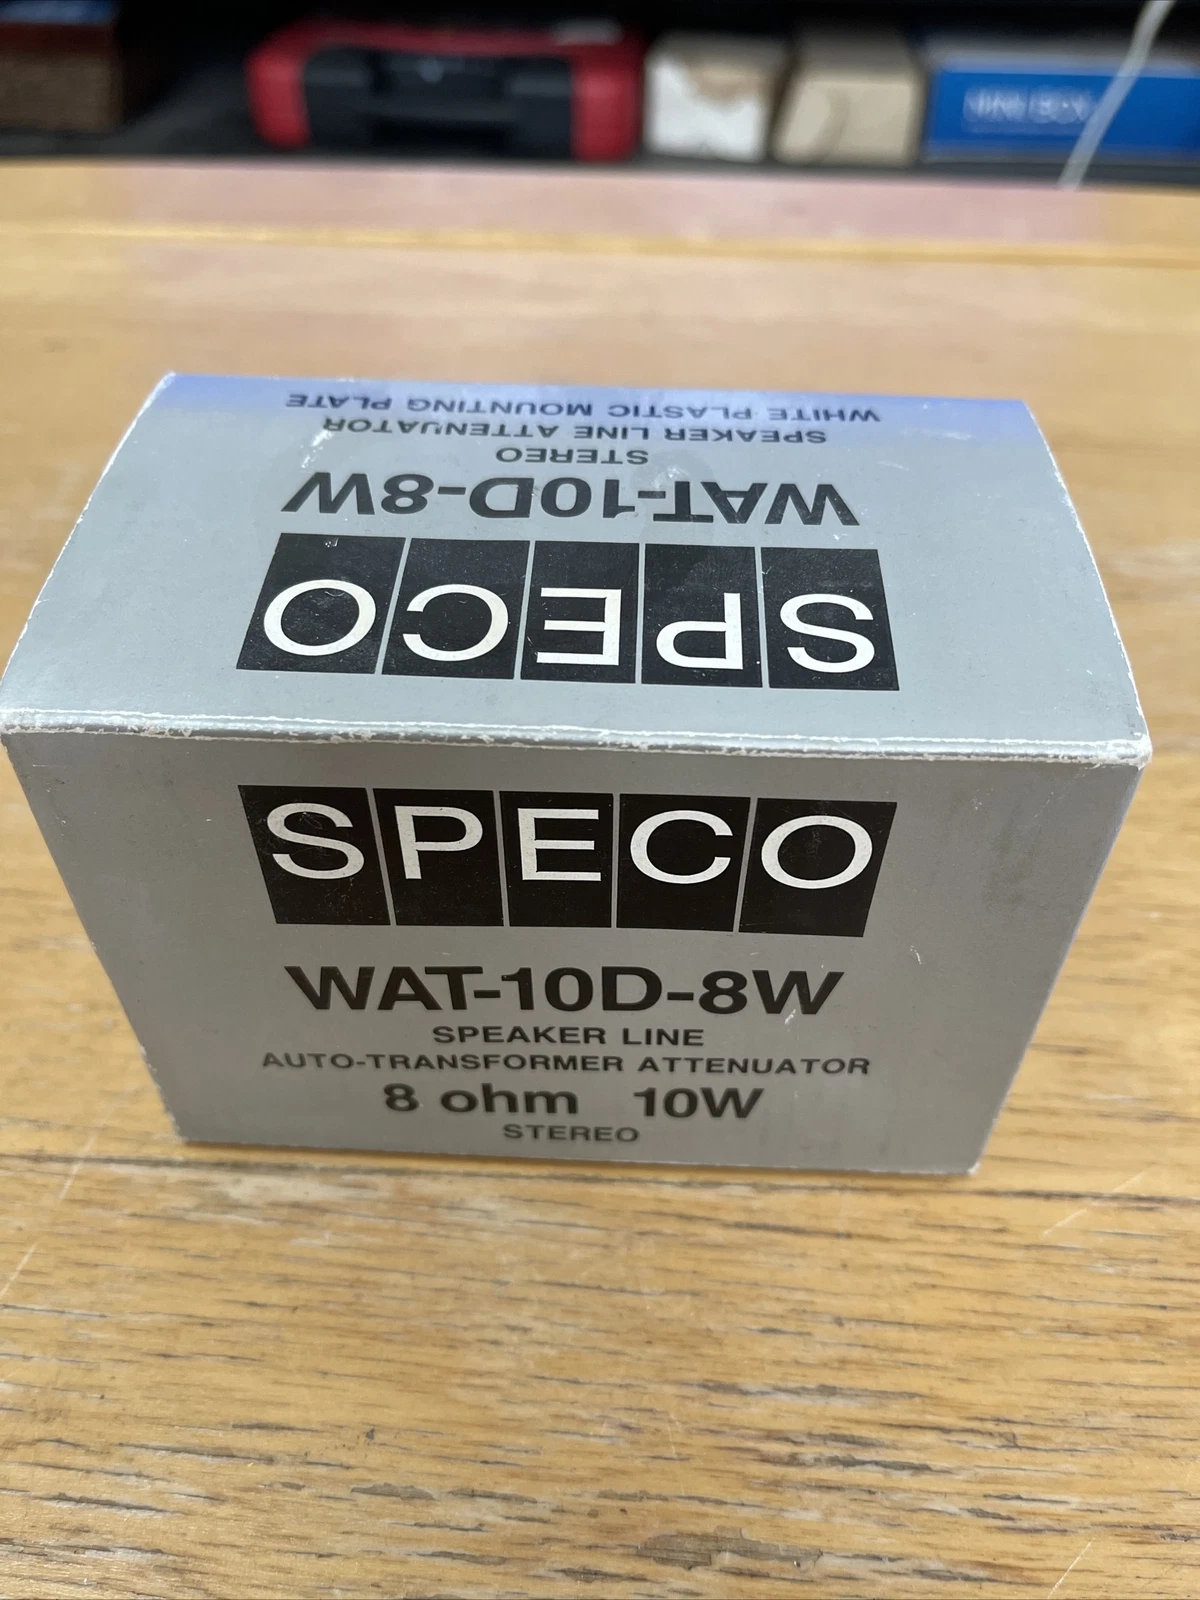 WHITE PLASTIC MOUNTING PLATE
SPEAKER LINE ATTENUATOR
STEREO
WAT-10D-8W
SPECO
SPECO
WAT-10D-8W
SPEAKER LINE
AUTO-TRANSFORMER ATTENUATOR
8 ohm 10W
STEREO